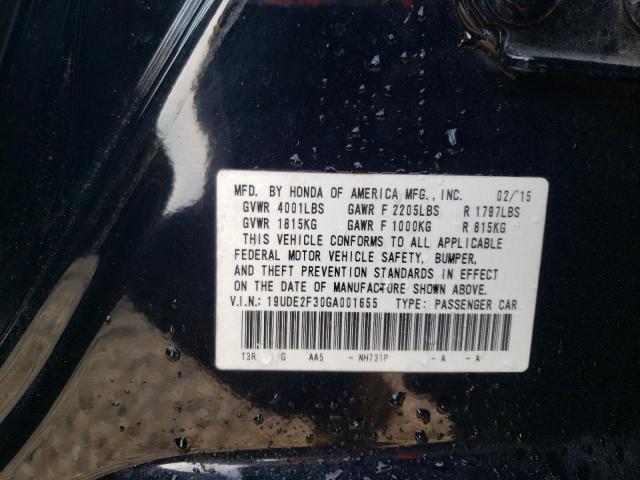 MFD. BY HONDA OF AMERICA MFG., INC. 02/'15
GVWR 4001LBS GAWR F 2205LBS R 1797LBS
GVWR 1815KG GAWR F 1000KG R 815KG
THIS VEHICLE CONFORMS TO ALL APPLICABLE
FEDERAL MOTOR VEHICLE SAFETY, BUMPER,
AND THEFT PREVENTION STANDARDS IN EFFECT
ON THE DATE OF MANUFACTURE SHOWN ABOVE.
V.I.N.: 19UDE2F30GA001655 TYPE: PASSENGER CAR
T3R G AA5 - NH731P - A - A